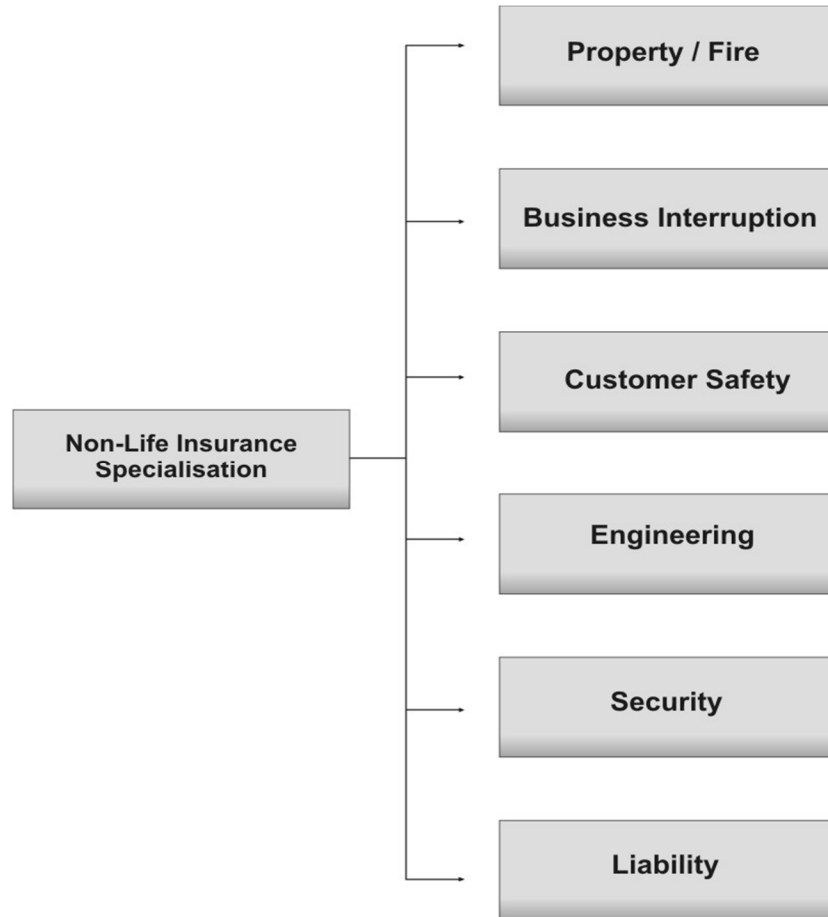 Property / Fire
Business Interruption
Customer Safety
Non-Life Insurance
Specialisation
Engineering
Security
Liability